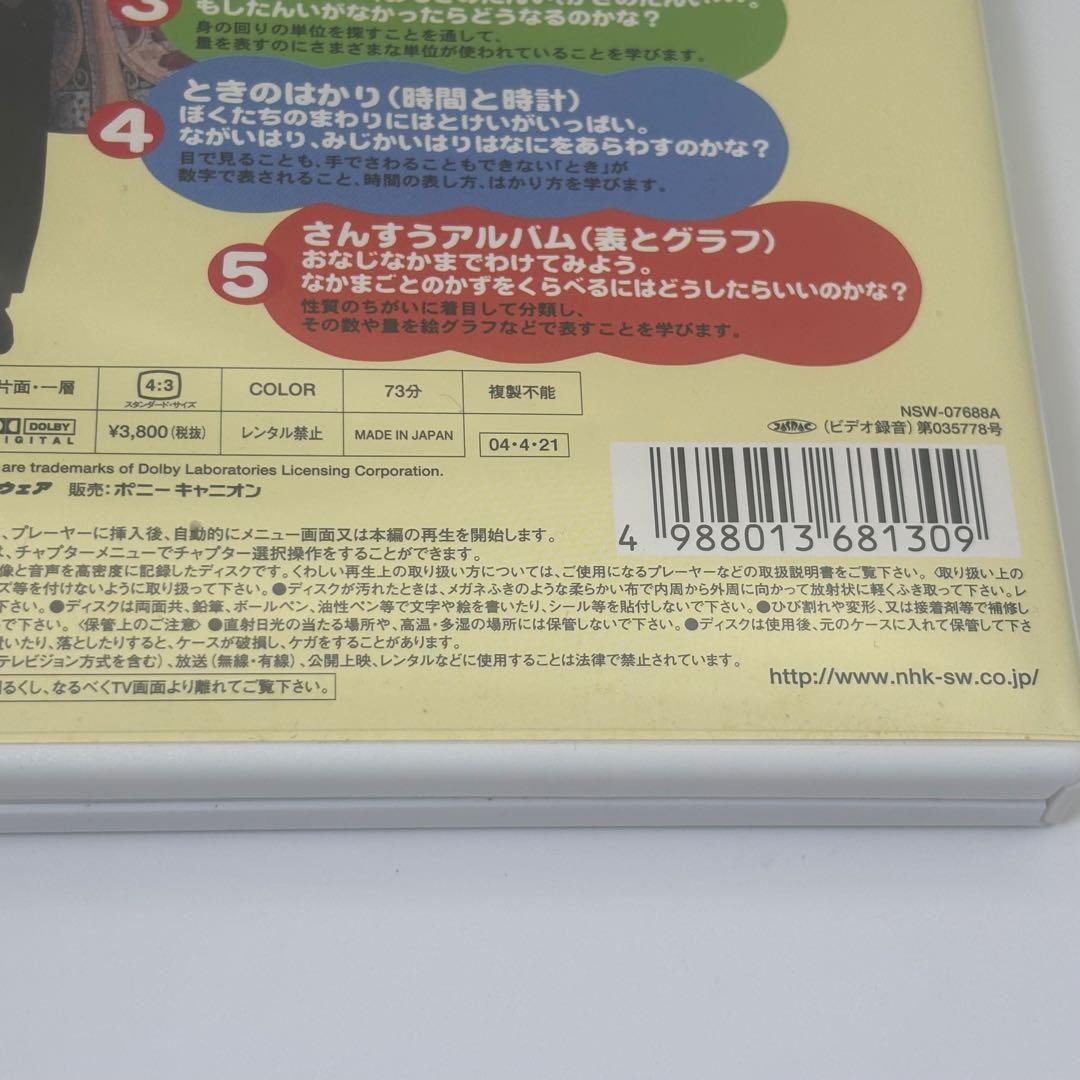 3
もしたんいがなかったらどうなるのかな？
身の回りの単位を探すことを通して、
量を表すのにさまざまな単位が使われていることを学びます。
4
ときのはかり（時間と時計）
ぼくたちのまわりにはとけいがいっぱい。
ながいはり、みじかいはりはなにをあらわすのかな？
目で見ることも、手でさわることもできない「とき」が
数字で表されること、時間の表し方、はかり方を学びます。
5
さんすうアルバム（表とグラフ）
おなじなかまでわけてみよう。
なかまごとのかずをくらべるにはどうしたらいいのかな？
性質のちがいに着目して分類し、
その数や量を絵グラフなどで表すことを学びます。
片面・一層 4:3 スタンダード・サイズ COLOR 73分 複製不能
DOLBY DIGITAL ¥3,800(税抜) レンタル禁止 MADE IN JAPAN 04・4・21
NSW-07688A
JASRAC （ビデオ録音）第035778号
are trademarks of Dolby Laboratories Licensing Corporation.
ウェア 販売：ポニーキャニオン
4 988013 681309
、プレーヤーに挿入後、自動的にメニュー画面又は本編の再生を開始します。
は、チャプターメニューでチャプター選択操作をすることができます。
像と音声を高密度に記録したディスクです。くわしい再生上の取り扱い方については、ご使用になるプレーヤーなどの取扱説明書をご覧下さい。〈取り扱い上の
ズ等を付けないように取り扱って下さい。●ディスクが汚れたときは、メガネふきのような柔らかい布で内周から外周に向かって放射状に軽くふき取って下さい。レ
下さい。●ディスクは両面共、鉛筆、ボールペン、油性ペン等で文字や絵を書いたり、シール等を貼付しないで下さい。●ひび割れや変形、又は接着剤等で補修し
で下さい。〈保管上のご注意〉●直射日光の当たる場所や、高温・多湿の場所には保管しないで下さい。●ディスクは使用後、元のケースに入れて保管して下さ
置いたり、落としたりすると、ケースが破損し、ケガをすることがあります。
テレビジョン方式を含む）、放送（無線・有線）、公開上映、レンタルなどに使用することは法律で禁止されています。
明るくし、なるべくTV画面より離れてご覧下さい。
http://www.nhk-sw.co.jp/